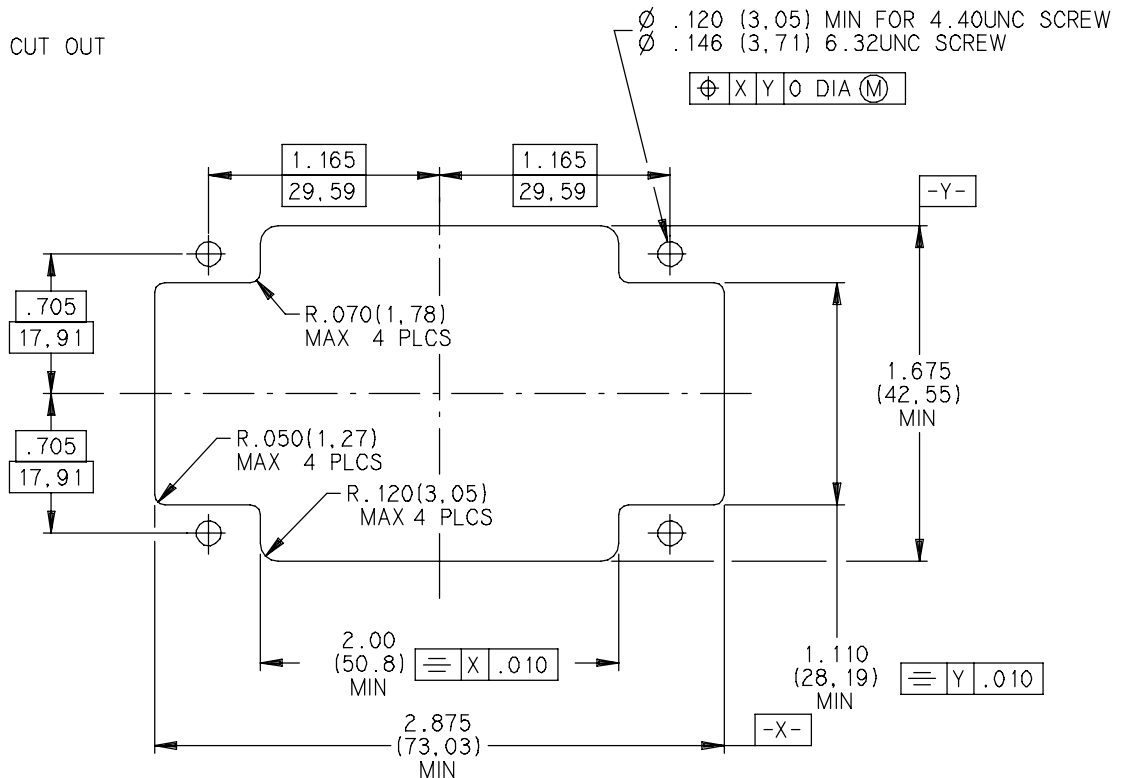 Ø .120 (3,05) MIN FOR 4.40UNC SCREW
CUT OUT
Ø .146 (3,71) 6.32UNC SCREW
⌖ X Y 0 DIA Ⓜ
1.165
29,59
1.165
29,59
-Y-
.705
17,91
R.070(1,78)
MAX 4 PLCS
1.675
(42,55)
MIN
.705
17,91
R.050(1,27)
MAX 4 PLCS
R.120(3,05)
MAX 4 PLCS
2.00
(50.8)
MIN
⌯ X .010
1.110
(28,19)
MIN
⌯ Y .010
2.875
(73,03)
MIN
-X-